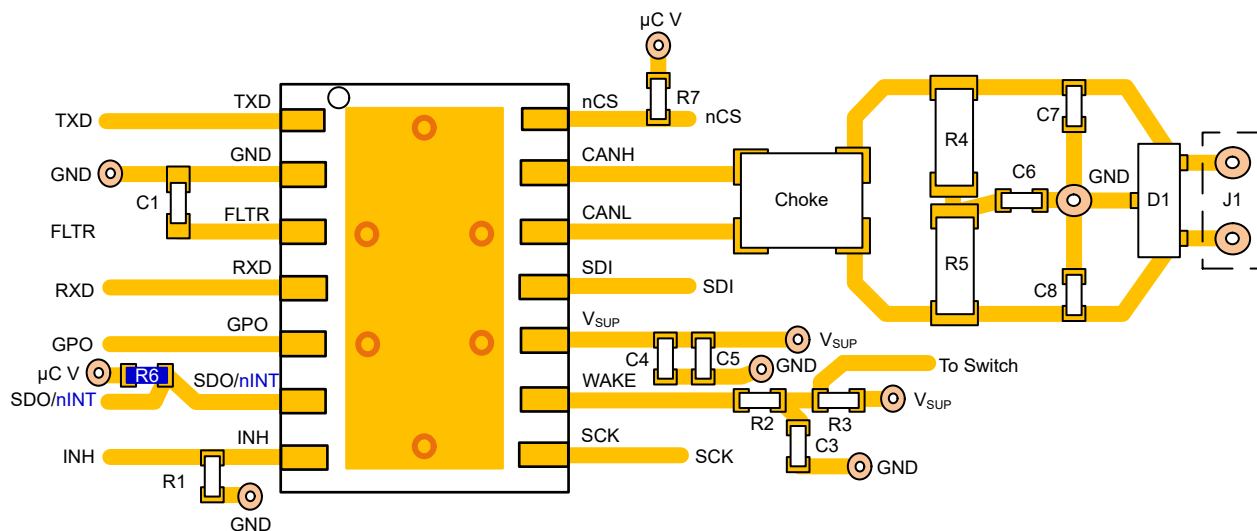 µC V
TXD
TXD
nCS
R7
nCS
C7
GND
GND
C1
CANH
Choke
R4
C6
GND
D1
J1
FLTR
FLTR
CANL
R5
C8
RXD
RXD
SDI
SDI
GPO
GPO
VSUP
C4
C5
VSUP
GND
To Switch
µC V
R6
SDO/nINT
SDO/nINT
WAKE
R2
R3
VSUP
C3
GND
INH
INH
R1
GND
SCK
SCK